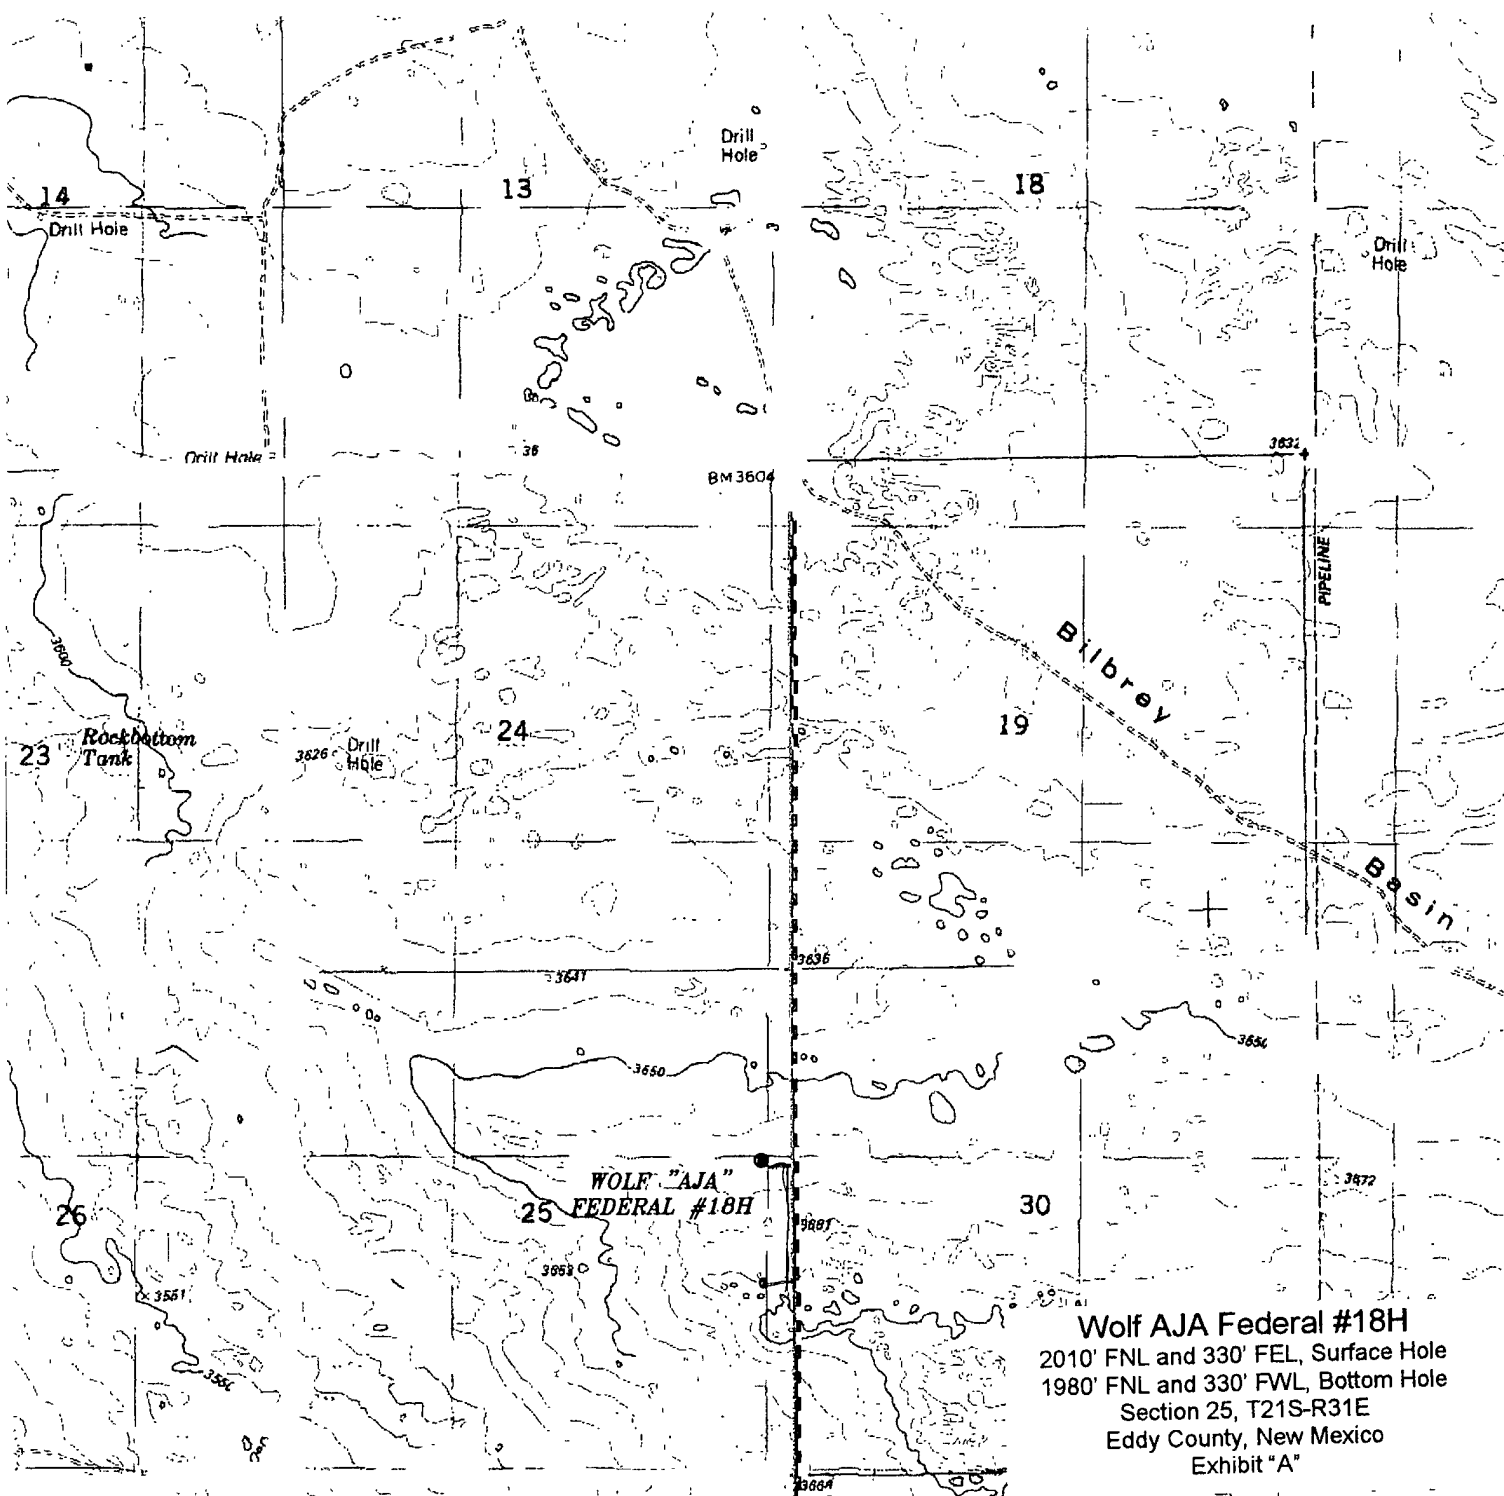 Drill
Hole
14
13
18
Drill Hole
Drill
Hole
Drill Hole
36
3632
BM 3604
PIPELINE
3600
Bilbrey
23
Rockbottom
Tank
3626
Drill
Hole
24
19
Basin
3636
3641
3650
WOLF "AJA"
FEDERAL #18H
26
25
30
3672
3661
Wolf AJA Federal #18H
2010' FNL and 330' FEL, Surface Hole
1980' FNL and 330' FWL, Bottom Hole
Section 25, T21S-R31E
Eddy County, New Mexico
Exhibit "A"
3664